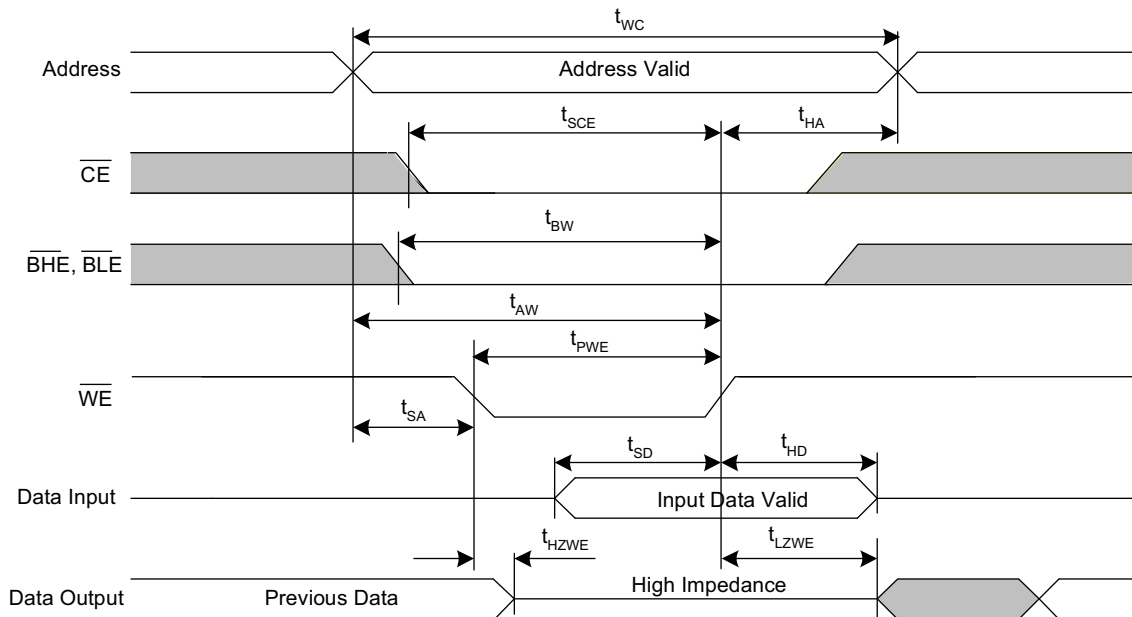 tWC
Address
Address Valid
tSCE
tHA
CE
tBW
BHE, BLE
tAW
tPWE
WE
tSA
tSD
tHD
Data Input
Input Data Valid
tHZWE
tLZWE
High Impedance
Data Output
Previous Data